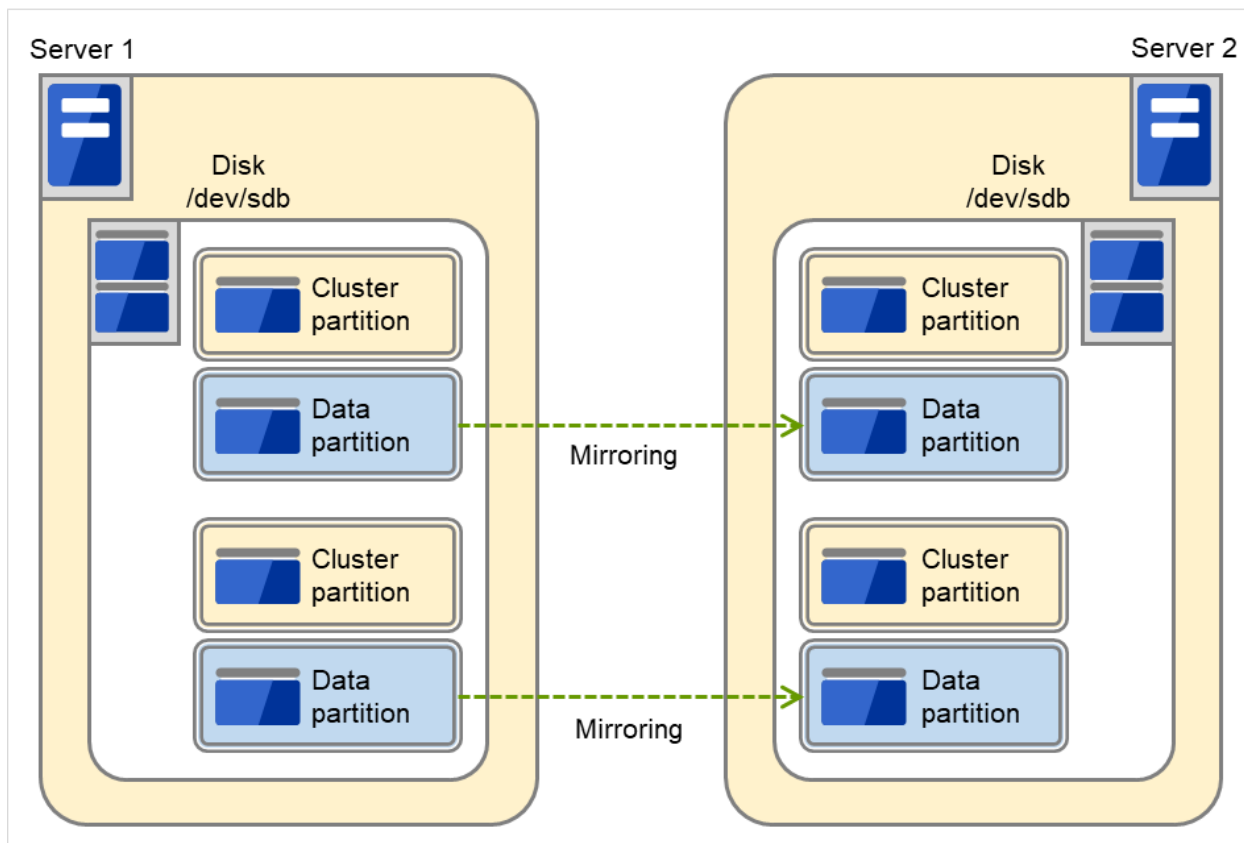 Server 1
Server 2
Disk
/dev/sdb
Disk
/dev/sdb
Cluster
partition
Cluster
partition
Data
partition
Data
partition
Mirroring
Cluster
partition
Cluster
partition
Data
partition
Data
partition
Mirroring